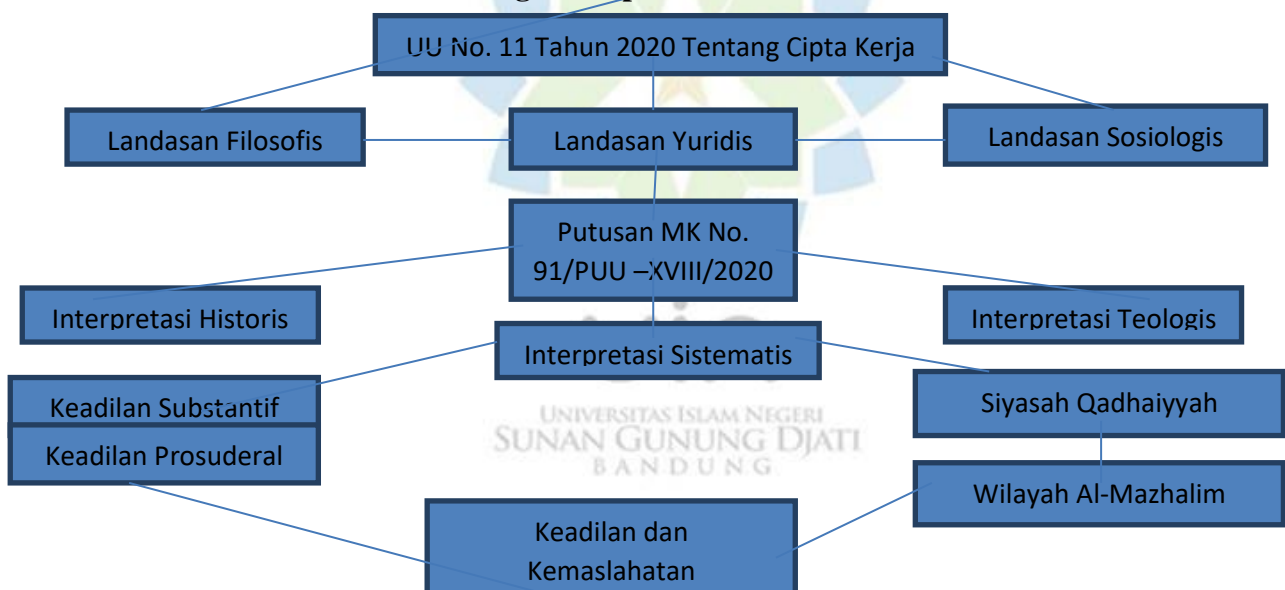 UU No. 11 Tahun 2020 Tentang Cipta Kerja
Landasan Filosofis
Landasan Yuridis
Landasan Sosiologis
Putusan MK No.
91/PUU –XVIII/2020
Interpretasi Historis
Interpretasi Teologis
Interpretasi Sistematis
Keadilan Substantif
Siyasah Qadhaiyyah
UNIVERSITAS ISLAM NEGERI
SUNAN GUNUNG DJATI
BANDUNG
Keadilan Prosuderal
Wilayah Al-Mazhalim
Keadilan dan
Kemaslahatan